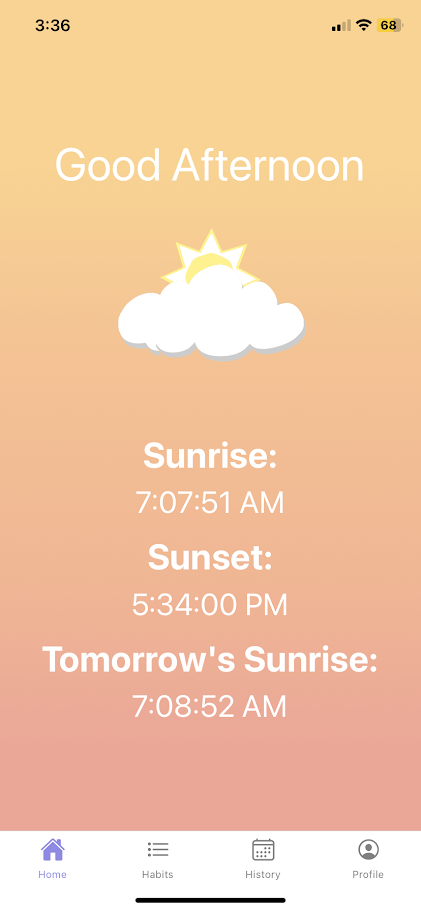 3:36
68
Good Afternoon
Sunrise:
7:07:51 AM
Sunset:
5:34:00 PM
Tomorrow's Sunrise:
7:08:52 AM
Home
Habits
History
Profile